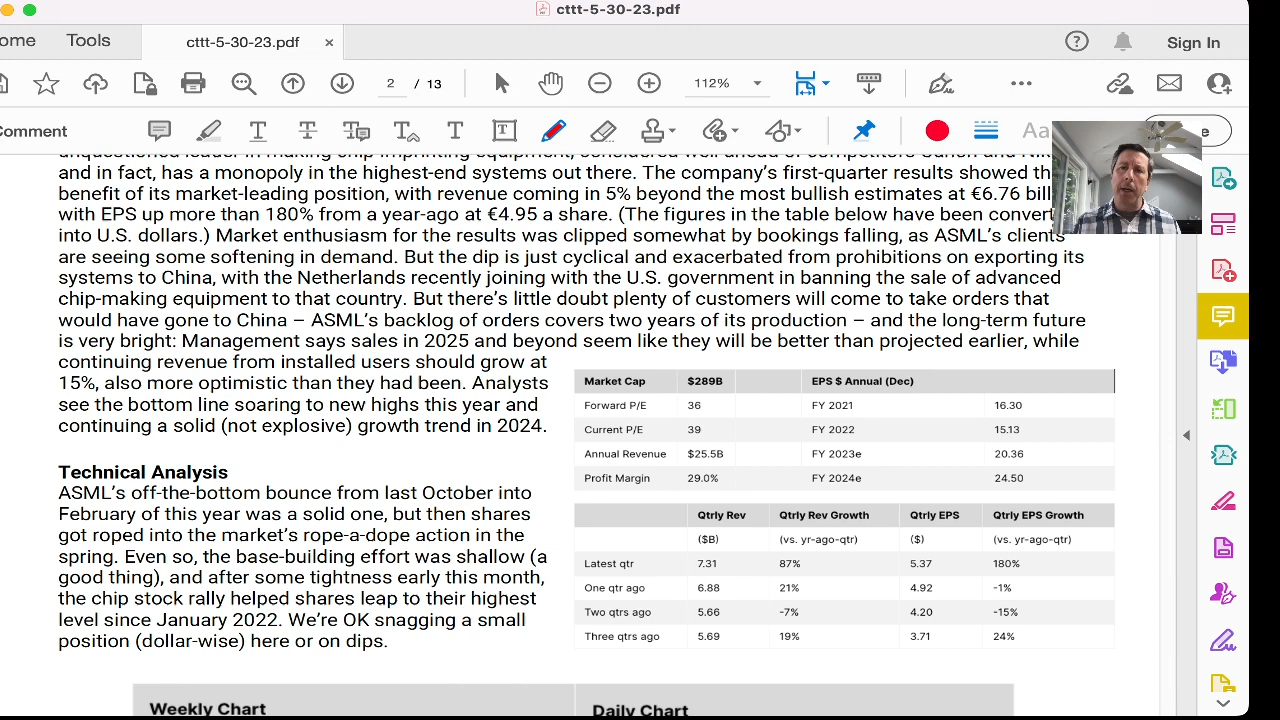 cttt-5-30-23.pdf
ome Tools cttt-5-30-23.pdf × Sign In
2 / 13 112%
Comment Aa e
unquestioned leader in making chip imprinting equipment, considered well ahead of competitors Canon and
and in fact, has a monopoly in the highest-end systems out there. The company's first-quarter results showed th
benefit of its market-leading position, with revenue coming in 5% beyond the most bullish estimates at €6.76 bill
with EPS up more than 180% from a year-ago at €4.95 a share. (The figures in the table below have been convert
into U.S. dollars.) Market enthusiasm for the results was clipped somewhat by bookings falling, as ASML's clients
are seeing some softening in demand. But the dip is just cyclical and exacerbated from prohibitions on exporting its
systems to China, with the Netherlands recently joining with the U.S. government in banning the sale of advanced
chip-making equipment to that country. But there's little doubt plenty of customers will come to take orders that
would have gone to China – ASML's backlog of orders covers two years of its production – and the long-term future
is very bright: Management says sales in 2025 and beyond seem like they will be better than projected earlier, while
continuing revenue from installed users should grow at
15%, also more optimistic than they had been. Analysts
see the bottom line soaring to new highs this year and
continuing a solid (not explosive) growth trend in 2024.
Technical Analysis
ASML's off-the-bottom bounce from last October into
February of this year was a solid one, but then shares
got roped into the market's rope-a-dope action in the
spring. Even so, the base-building effort was shallow (a
good thing), and after some tightness early this month,
the chip stock rally helped shares leap to their highest
level since January 2022. We're OK snagging a small
position (dollar-wise) here or on dips.
Market Cap $289B EPS $ Annual (Dec)
Forward P/E 36 FY 2021 16.30
Current P/E 39 FY 2022 15.13
Annual Revenue $25.5B FY 2023e 20.36
Profit Margin 29.0% FY 2024e 24.50
Qtrly Rev Qtrly Rev Growth Qtrly EPS Qtrly EPS Growth
($B) (vs. yr-ago-qtr) ($) (vs. yr-ago-qtr)
Latest qtr 7.31 87% 5.37 180%
One qtr ago 6.88 21% 4.92 -1%
Two qtrs ago 5.66 -7% 4.20 -15%
Three qtrs ago 5.69 19% 3.71 24%
Weekly Chart Daily Chart